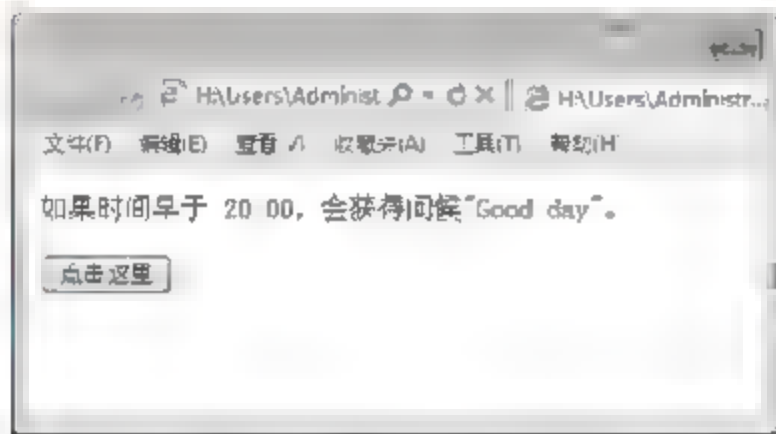 H:\Users\Administ H:\Users\Administr...
文件(F) 编辑(E) 查看 收藏夹(A) 工具(T) 帮助(H
如果时间早于 20 00，会获得问候"Good day"。
点击这里